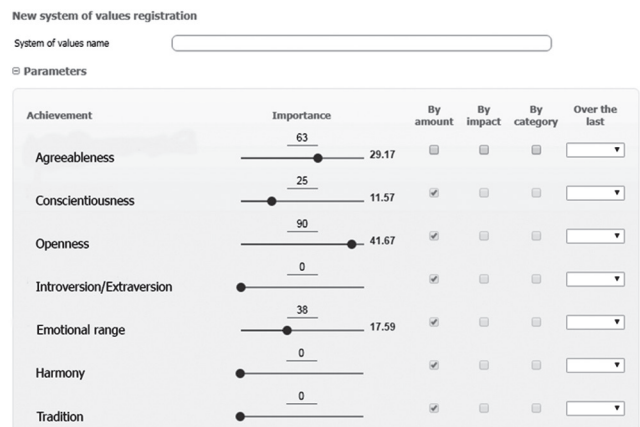 New system of values registration
System of values name
Parameters
Achievement Importance By amount By impact By category Over the last
63
Agreeableness 29.17
25
Conscientiousness 11.57
90
Openness 41.67
0
Introversion/Extraversion
38
Emotional range 17.59
0
Harmony
0
Tradition